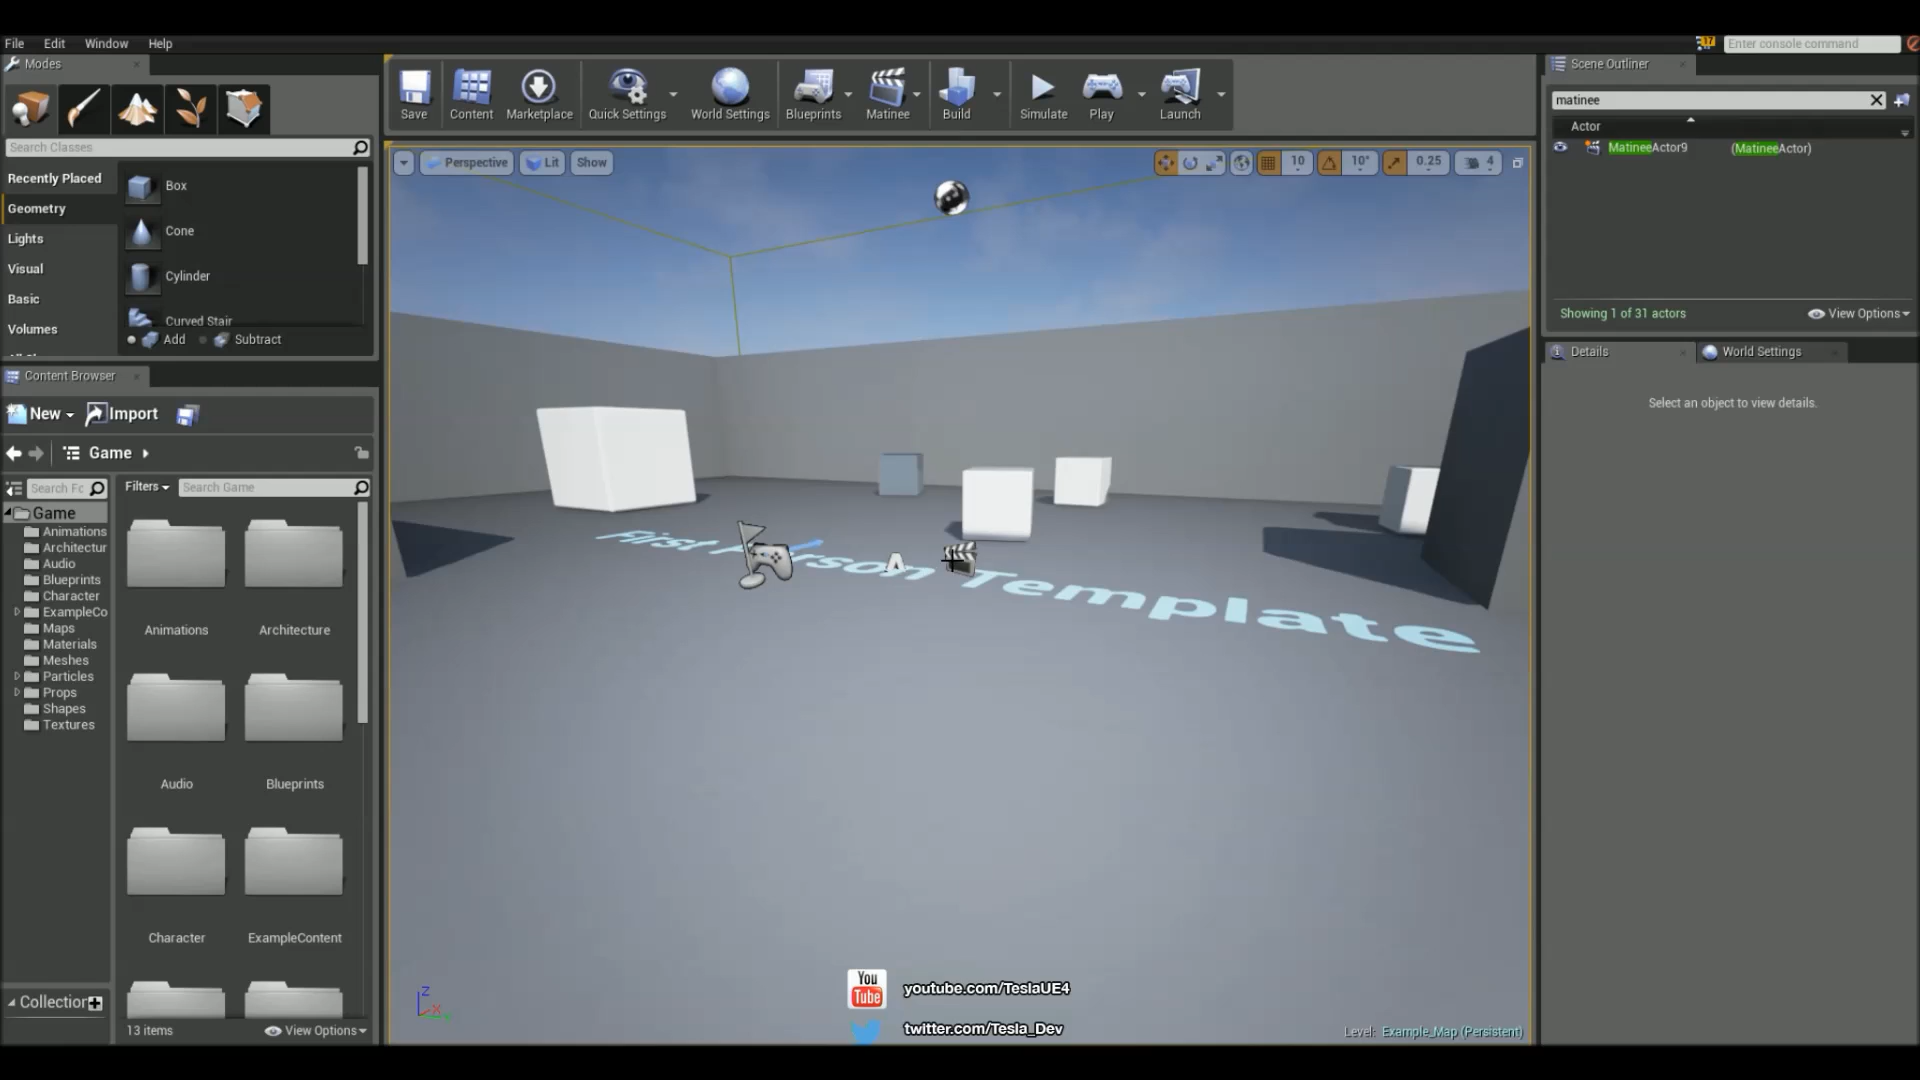 File Edit Window Help
17 Enter console command
Modes
Search Classes
Recently Placed
Geometry
Lights
Visual
Basic
Volumes
Box
Cone
Cylinder
Curved Stair
Add Subtract
Save Content Marketplace Quick Settings World Settings Blueprints Matinee Build Simulate Play Launch
Perspective Lit Show
10 10° 0.25 4
First Person Template
Scene Outliner
matinee
Actor
MatineeActor9 (MatineeActor)
Showing 1 of 31 actors View Options
Details World Settings
Select an object to view details.
Content Browser
New Import
Game
Search Fc
Filters Search Game
Game
Animations
Architectur
Audio
Blueprints
Character
ExampleCo
Maps
Materials
Meshes
Particles
Props
Shapes
Textures
Animations Architecture
Audio Blueprints
Character ExampleContent
Collection
13 items View Options
Z
X
You
Tube
youtube.com/TeslaUE4
twitter.com/Tesla_Dev
Level: Example_Map (Persistent)